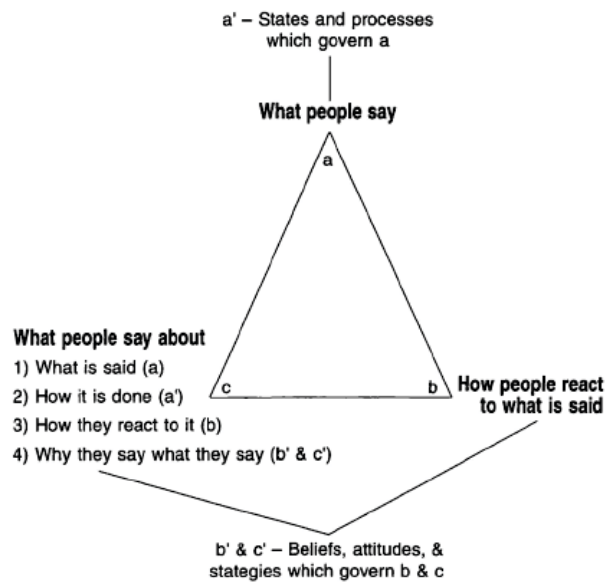 a' – States and processes
which govern a
What people say
a
What people say about
1) What is said (a)
2) How it is done (a')
3) How they react to it (b)
4) Why they say what they say (b' & c')
c
b
How people react
to what is said
b' & c' – Beliefs, attitudes, &
stategies which govern b & c